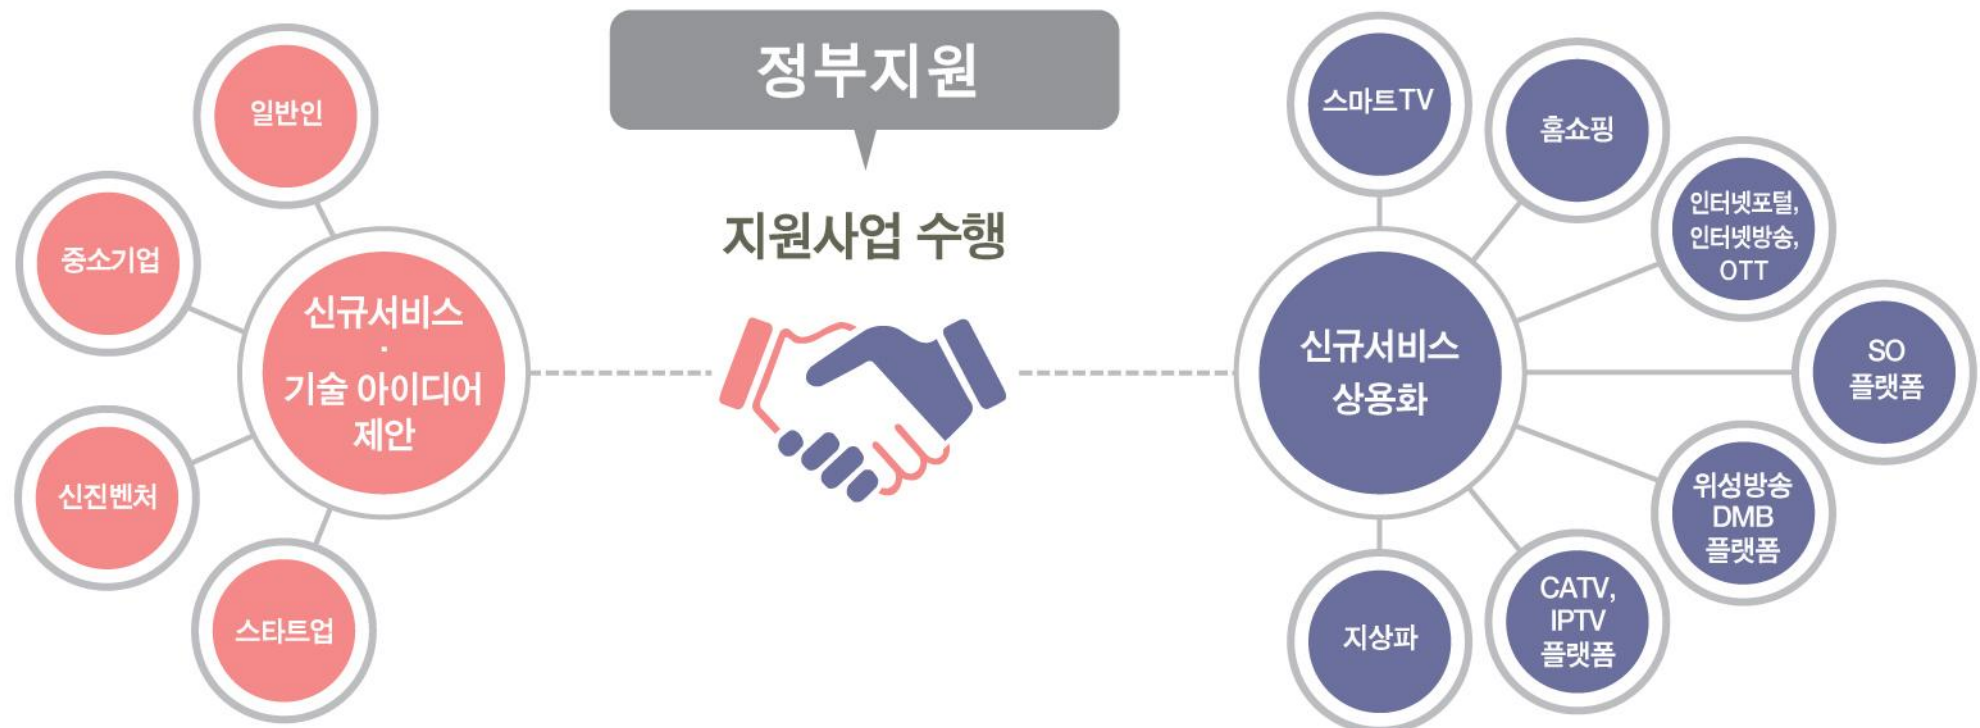 정부지원
지원사업 수행
일반인
중소기업
신규서비스
·
기술 아이디어
제안
신진벤처
스타트업
스마트TV
홈쇼핑
인터넷포털,
인터넷방송,
OTT
SO
플랫폼
신규서비스
상용화
위성방송
DMB
플랫폼
CATV,
IPTV
플랫폼
지상파